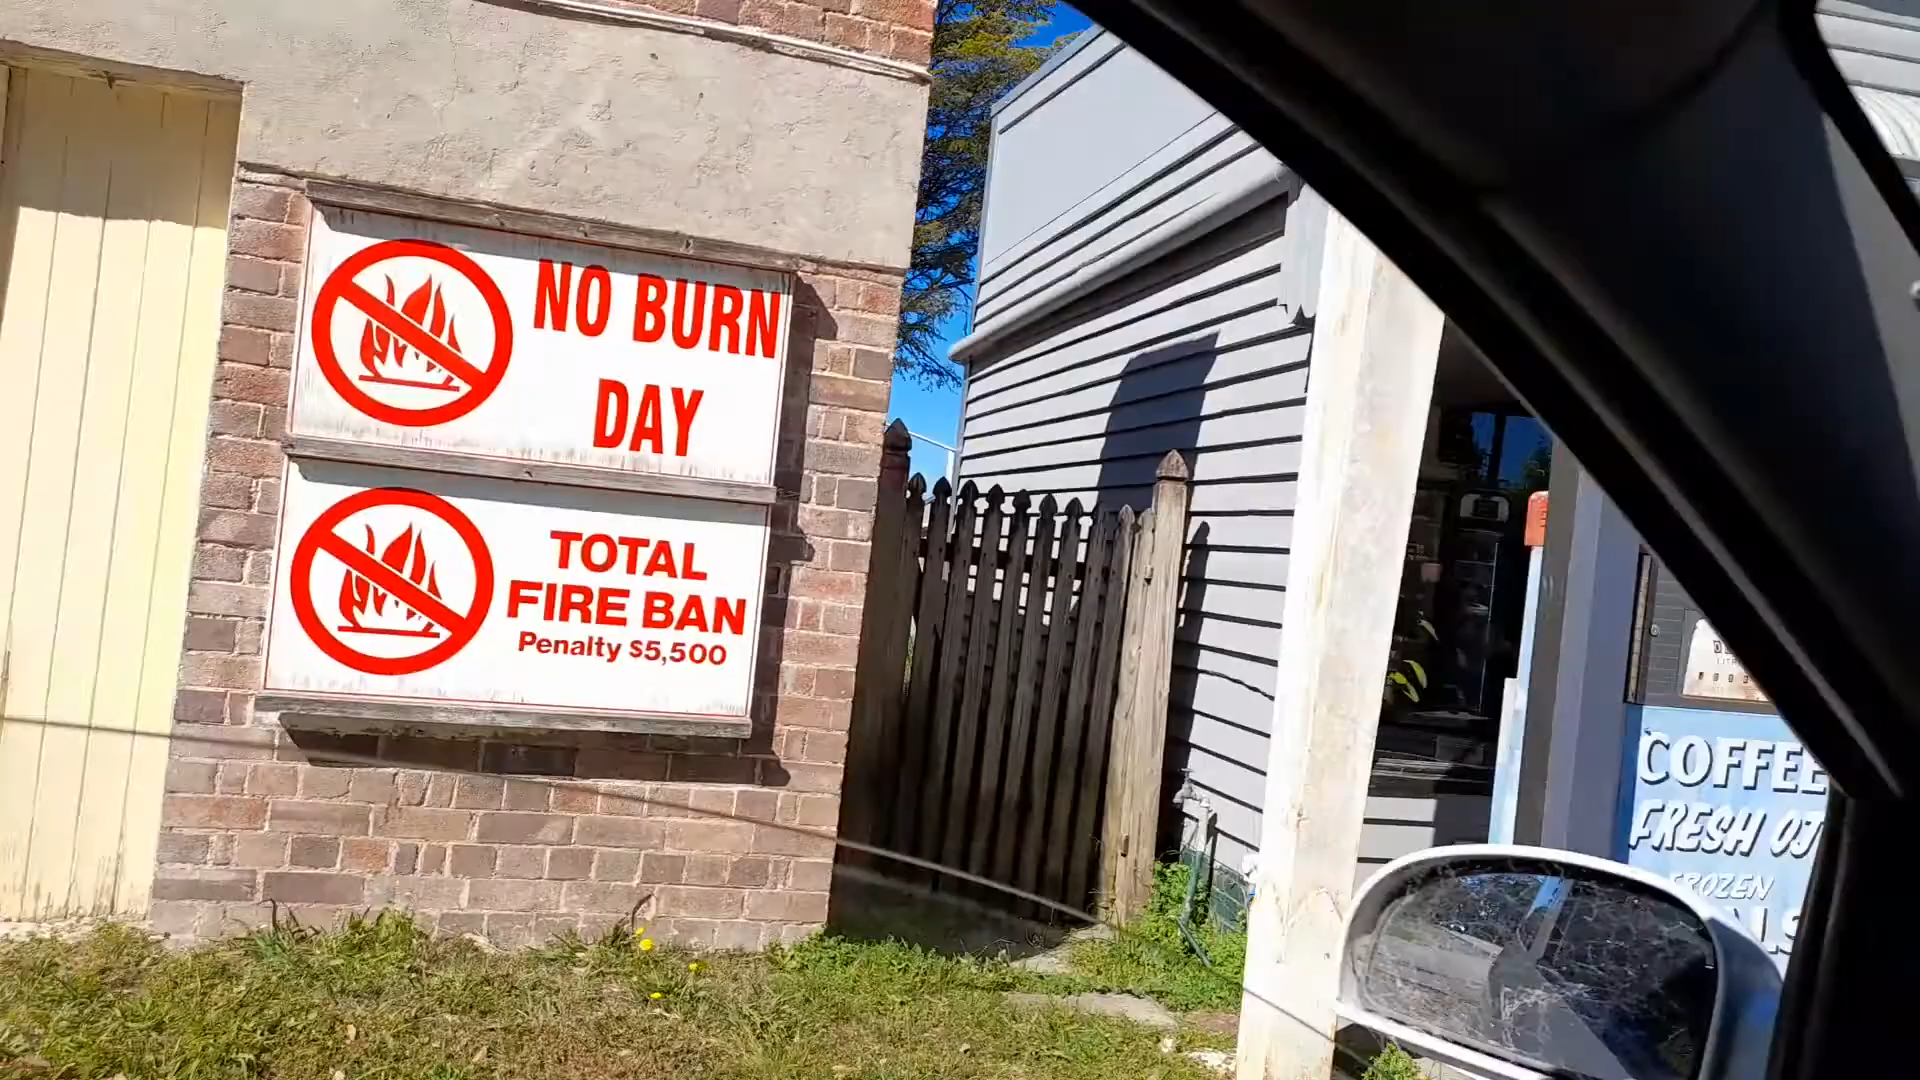 NO BURN
DAY
TOTAL
FIRE BAN
Penalty $5,500
COFFEE
FRESH OJ
FROZEN